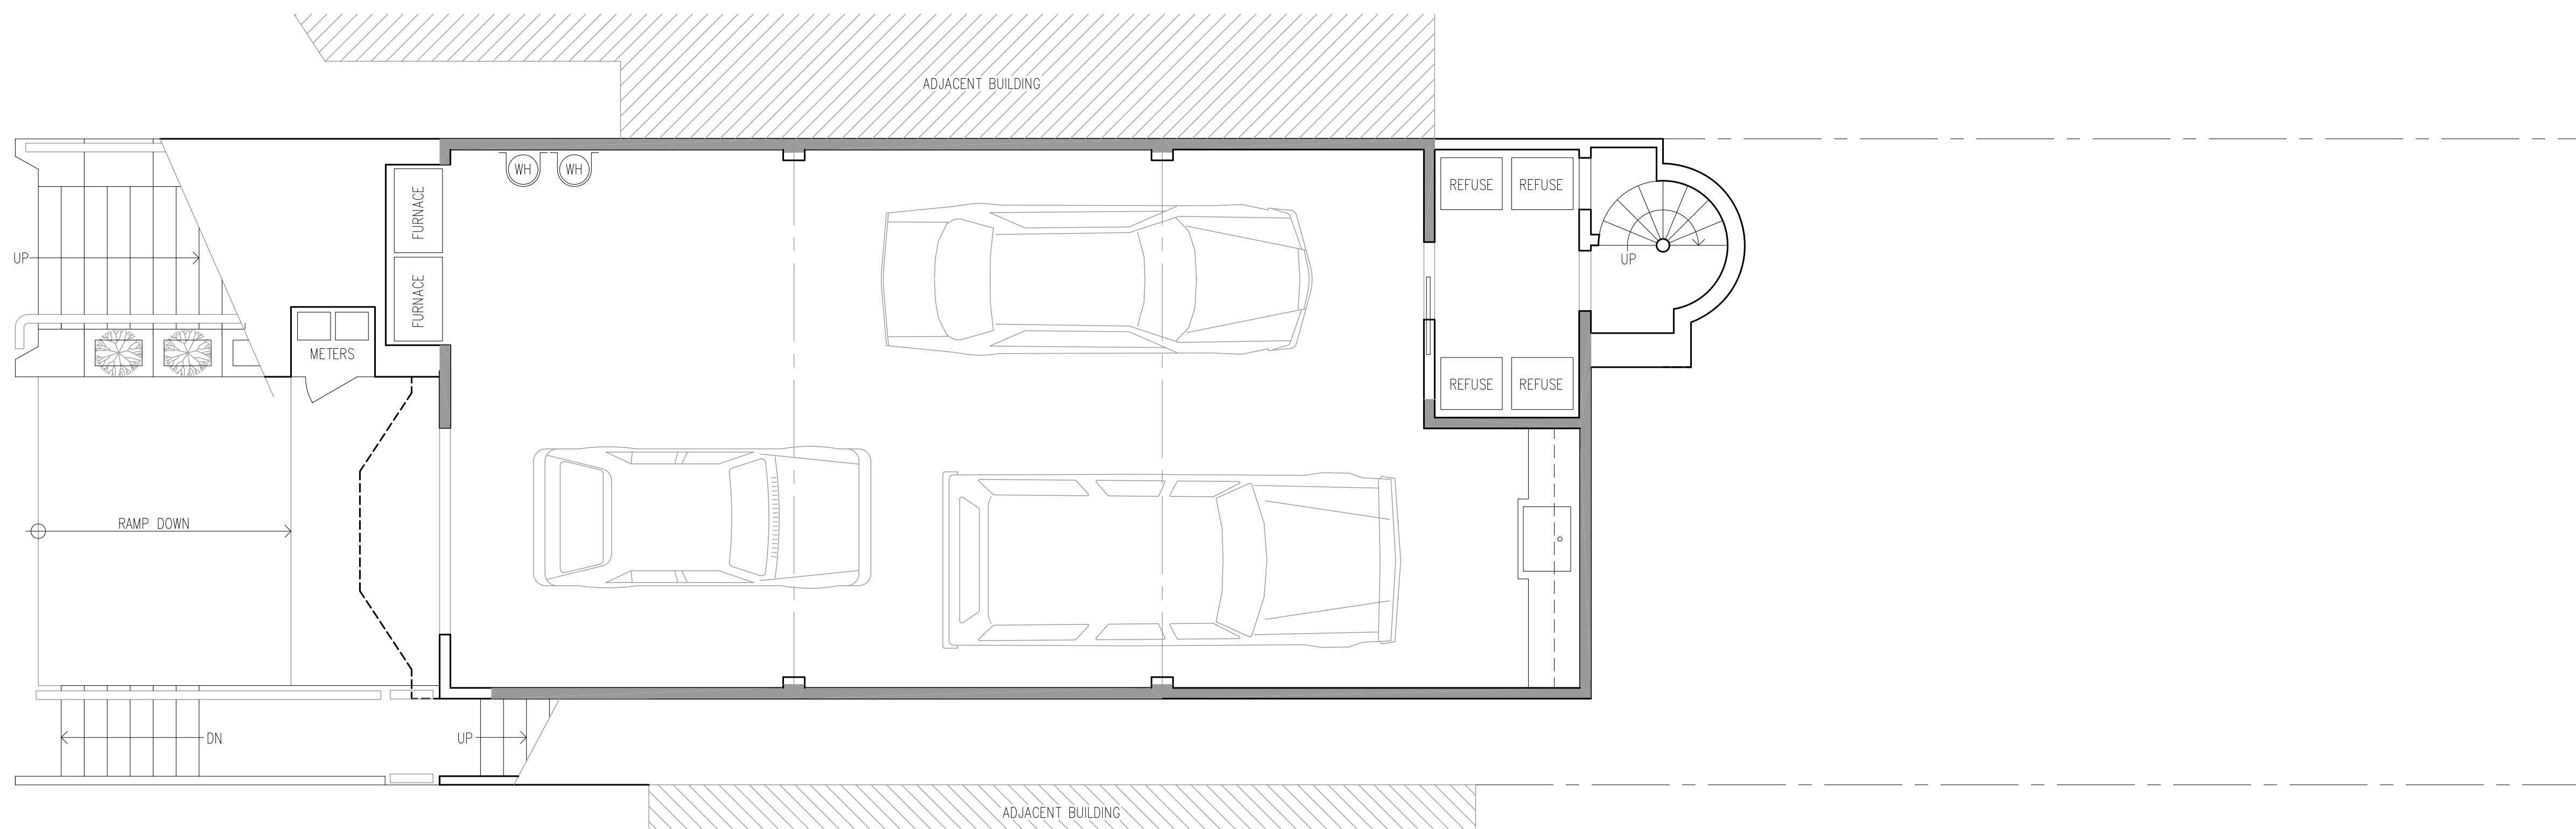 ADJACENT BUILDING
WH
WH
FURNACE
REFUSE
REFUSE
UP
UP
FURNACE
METERS
REFUSE
REFUSE
RAMP DOWN
DN
UP
ADJACENT BUILDING